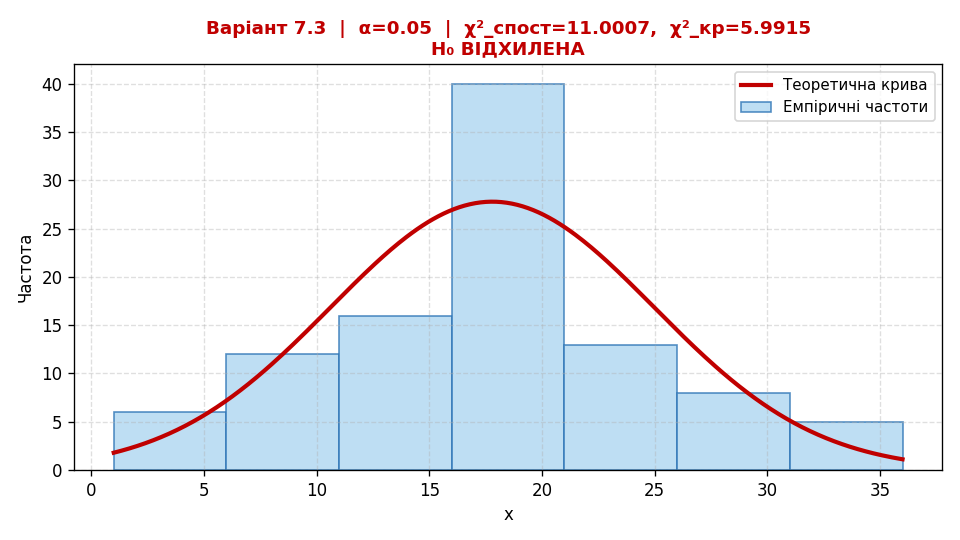 Варіант 7.3 | α=0.05 | χ²_спост=11.0007, χ²_кр=5.9915
H₀ ВІДХИЛЕНА
Теоретична крива
Емпіричні частоти
Частота
40
35
30
25
20
15
10
5
0
0 5 10 15 20 25 30 35
x